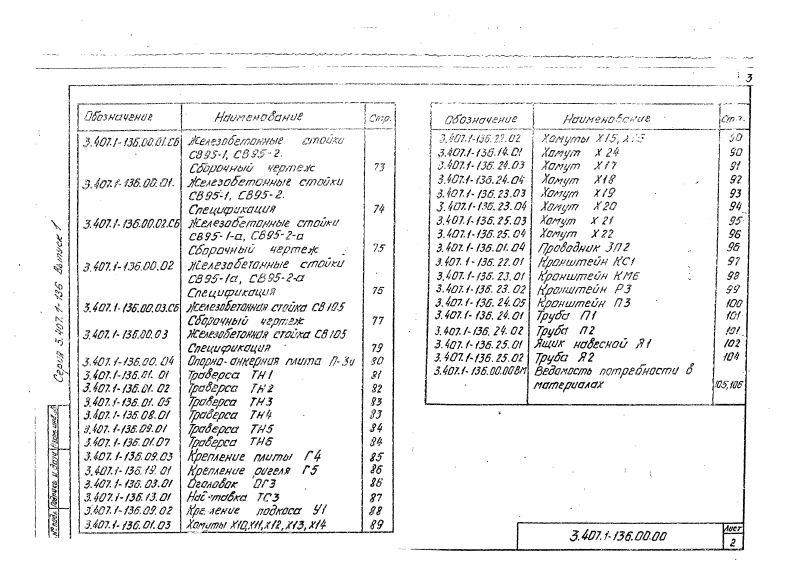 3
Обозначение Наименование Стр.
3.407.1-136.00.01.СБ Железобетонные стойки
СВ95-1, СВ95-2.
Сборочный чертеж 73
3.407.1-136.00.01. Железобетонные стойки
СВ95-1, СВ95-2.
Спецификация 74
3.407.1-136.00.02.СБ Железобетонные стойки
СВ95-1-а, СВ95-2-а
Сборочный чертеж 75
3.407.1-136.00.02 Железобетонные стойки
СВ95-1а, СВ95-2-а
Спецификация 76
3.407.1-136.00.03.СБ Железобетонная стойка СВ105
Сборочный чертеж 77
3.407.1-136.00.03 Железобетонная стойка СВ105
Спецификация 79
3.407.1-136.00.04 Опорно-анкерная плита П-3и 80
3.407.1-136.01.01 Траверса ТН1 81
3.407.1-136.01.02 Траверса ТН2 82
3.407.1-136.01.05 Траверса ТН3 83
3.407.1-136.08.01 Траверса ТН4 83
3.407.1-136.09.01 Траверса ТН5 84
3.407.1-136.01.07 Траверса ТН6 84
3.407.1-136.09.03 Крепление плиты Г4 85
3.407.1-136.19.01 Крепление ригеля Г5 86
3.407.1-136.03.01 Оголовок ОГ3 86
3.407.1-136.13.01 Надставка ТС3 87
3.407.1-136.09.02 Крепление подкоса У1 88
3.407.1-136.01.03 Хомуты Х10,Х11,Х12,Х13,Х14 89
Обозначение Наименование Стр.
3.407.1-136.22.02 Хомуты Х15, 90
3.407.1-136.14.01 Хомут Х24 90
3.407.1-136.24.03 Хомут Х17 91
3.407.1-136.24.04 Хомут Х18 92
3.407.1-136.23.03 Хомут Х19 93
3.407.1-136.23.04 Хомут Х20 94
3.407.1-136.25.03 Хомут Х21 95
3.407.1-136.25.04 Хомут Х22 96
3.407.1-136.01.04 Проводник ЗП2 96
3.407.1-136.22.01 Кронштейн КС1 97
3.407.1-136.23.01 Кронштейн КМ6 98
3.407.1-136.23.02 Кронштейн Р3 99
3.407.1-136.24.05 Кронштейн П3 100
3.407.1-136.24.01 Труба П1 101
3.407.1-136.24.02 Труба П2 101
3.407.1-136.25.01 Ящик навесной Я1 102
3.407.1-136.25.02 Труба Я2 104
3.407.1-136.00.00ВМ Ведомость потребности в
материалах 105,106
Серия 3.407.1-136 Выпуск 1
Подпись и дата
3.407.1-136.00.00
Лист
2